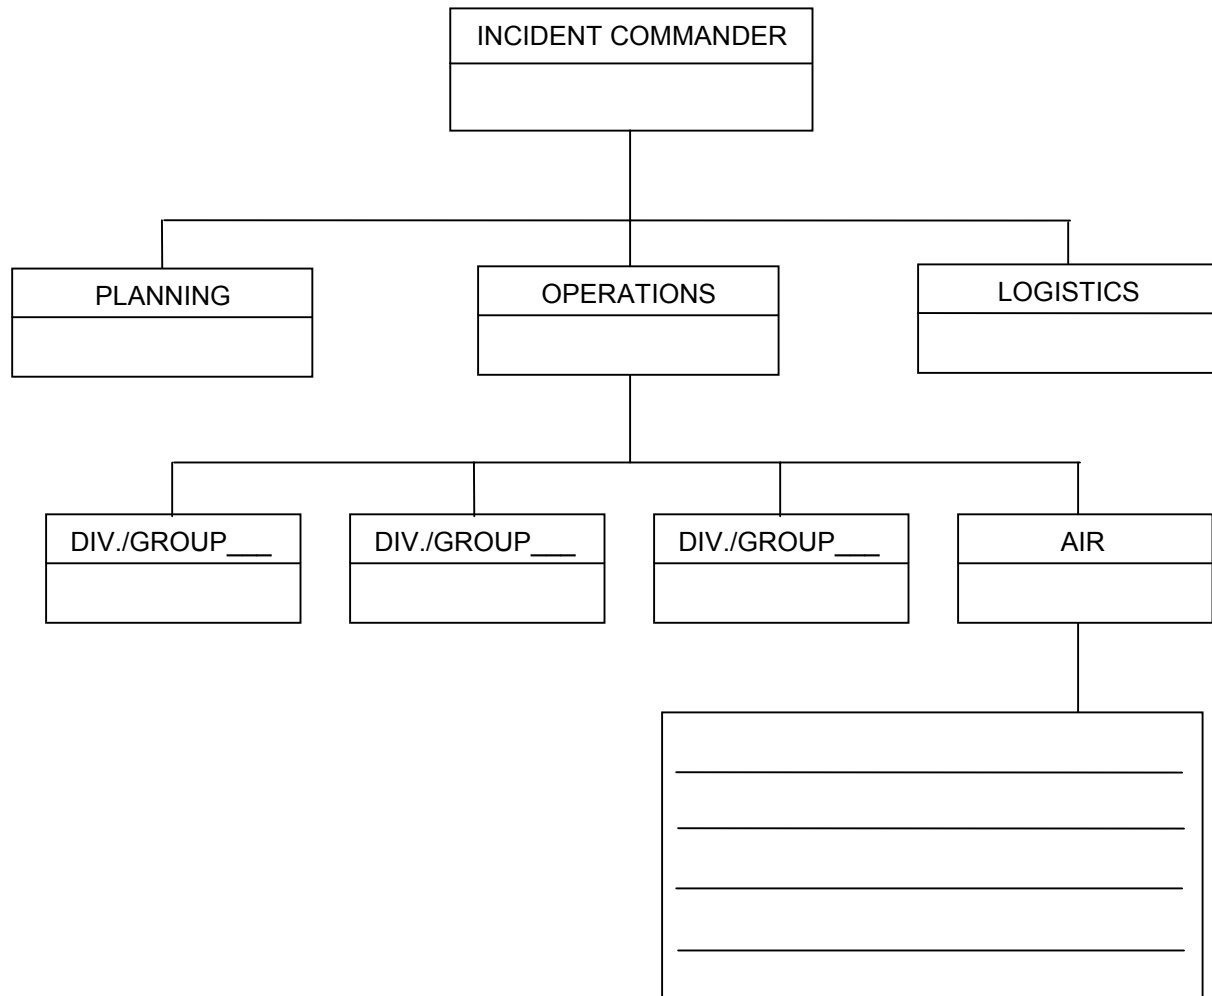 INCIDENT COMMANDER
PLANNING
OPERATIONS
LOGISTICS
DIV./GROUP___
DIV./GROUP___
DIV./GROUP___
AIR